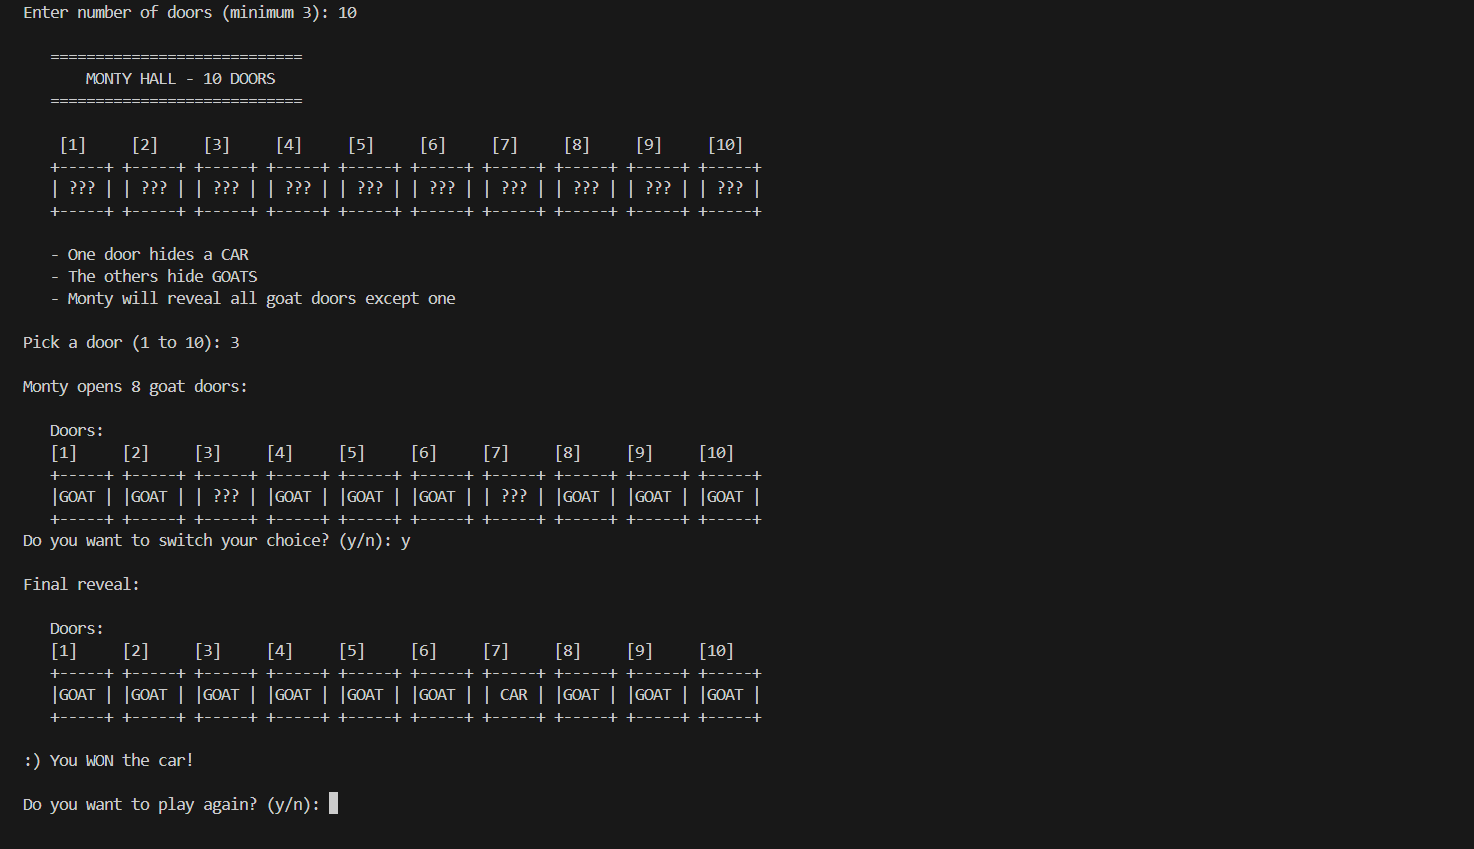 Enter number of doors (minimum 3): 10
============================
MONTY HALL - 10 DOORS
============================
[1]     [2]     [3]     [4]     [5]     [6]     [7]     [8]     [9]     [10]
+-----+ +-----+ +-----+ +-----+ +-----+ +-----+ +-----+ +-----+ +-----+ +-----+
| ??? | | ??? | | ??? | | ??? | | ??? | | ??? | | ??? | | ??? | | ??? | | ??? |
+-----+ +-----+ +-----+ +-----+ +-----+ +-----+ +-----+ +-----+ +-----+ +-----+
- One door hides a CAR
- The others hide GOATS
- Monty will reveal all goat doors except one
Pick a door (1 to 10): 3
Monty opens 8 goat doors:
Doors:
[1]     [2]     [3]     [4]     [5]     [6]     [7]     [8]     [9]     [10]
+-----+ +-----+ +-----+ +-----+ +-----+ +-----+ +-----+ +-----+ +-----+ +-----+
|GOAT | |GOAT | | ??? | |GOAT | |GOAT | |GOAT | | ??? | |GOAT | |GOAT | |GOAT |
+-----+ +-----+ +-----+ +-----+ +-----+ +-----+ +-----+ +-----+ +-----+ +-----+
Do you want to switch your choice? (y/n): y
Final reveal:
Doors:
[1]     [2]     [3]     [4]     [5]     [6]     [7]     [8]     [9]     [10]
+-----+ +-----+ +-----+ +-----+ +-----+ +-----+ +-----+ +-----+ +-----+ +-----+
|GOAT | |GOAT | |GOAT | |GOAT | |GOAT | |GOAT | | CAR | |GOAT | |GOAT | |GOAT |
+-----+ +-----+ +-----+ +-----+ +-----+ +-----+ +-----+ +-----+ +-----+ +-----+
:) You WON the car!
Do you want to play again? (y/n):